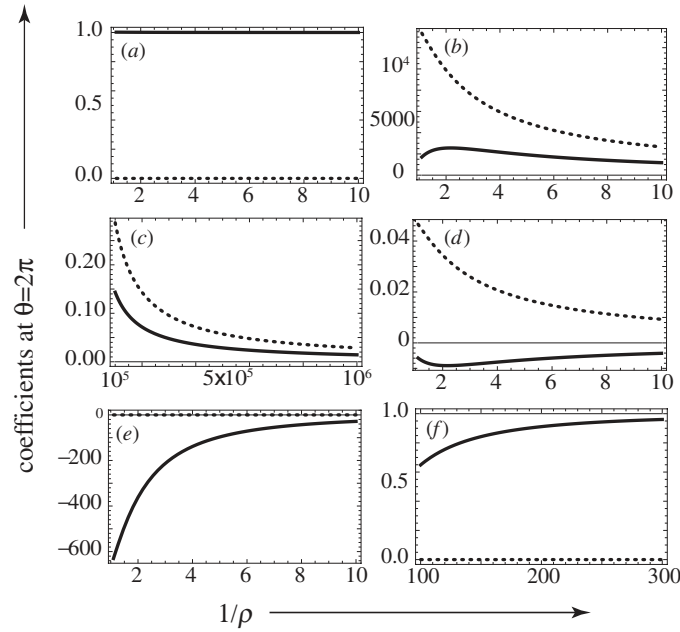 coefficients at θ=2π
(a)
1.0
0.5
0.0
2 4 6 8 10
(b)
10⁴
5000
0
2 4 6 8 10
(c)
0.20
0.10
0.00
10⁵ 5x10⁵ 10⁶
(d)
0.04
0.02
0
2 4 6 8 10
(e)
0
−200
−400
−600
2 4 6 8 10
(f)
1.0
0.5
0.0
100 200 300
1/ρ